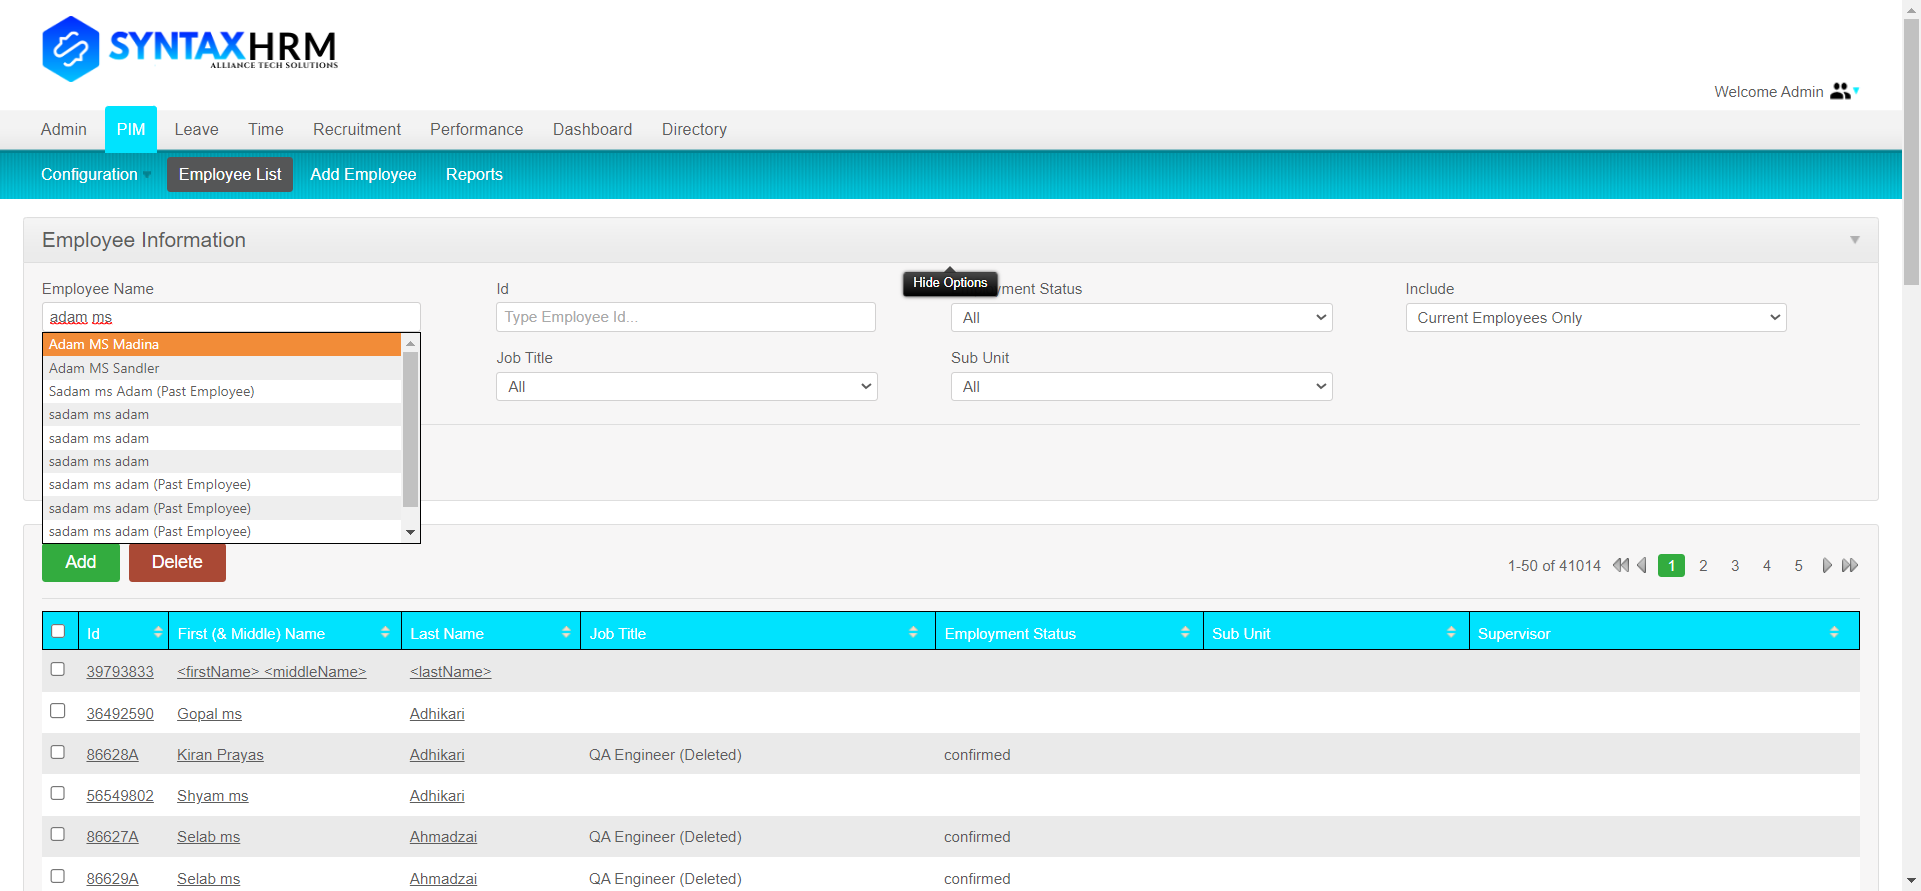 SYNTAXHRM
ALLIANCE TECH SOLUTIONS
Welcome Admin
Admin PIM Leave Time Recruitment Performance Dashboard Directory
Configuration Employee List Add Employee Reports
Employee Information
Hide Options
Employee Name Id yment Status Include
adam ms Type Employee Id... All Current Employees Only
Adam MS Madina
Job Title Sub Unit
Adam MS Sandler
All All
Sadam ms Adam (Past Employee)
sadam ms adam
sadam ms adam
sadam ms adam
sadam ms adam (Past Employee)
sadam ms adam (Past Employee)
sadam ms adam (Past Employee)
Add Delete 1-50 of 41014 1 2 3 4 5
Id First (& Middle) Name Last Name Job Title Employment Status Sub Unit Supervisor
39793833 <firstName> <middleName> <lastName>
36492590 Gopal ms Adhikari
86628A Kiran Prayas Adhikari QA Engineer (Deleted) confirmed
56549802 Shyam ms Adhikari
86627A Selab ms Ahmadzai QA Engineer (Deleted) confirmed
86629A Selab ms Ahmadzai QA Engineer (Deleted) confirmed